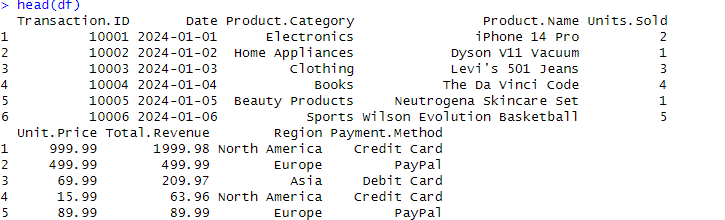 > head(df)
Transaction.ID Date Product.Category Product.Name Units.Sold
1 10001 2024-01-01 Electronics iPhone 14 Pro 2
2 10002 2024-01-02 Home Appliances Dyson V11 Vacuum 1
3 10003 2024-01-03 Clothing Levi's 501 Jeans 3
4 10004 2024-01-04 Books The Da Vinci Code 4
5 10005 2024-01-05 Beauty Products Neutrogena Skincare Set 1
6 10006 2024-01-06 Sports Wilson Evolution Basketball 5
Unit.Price Total.Revenue Region Payment.Method
1 999.99 1999.98 North America Credit Card
2 499.99 499.99 Europe PayPal
3 69.99 209.97 Asia Debit Card
4 15.99 63.96 North America Credit Card
5 89.99 89.99 Europe PayPal